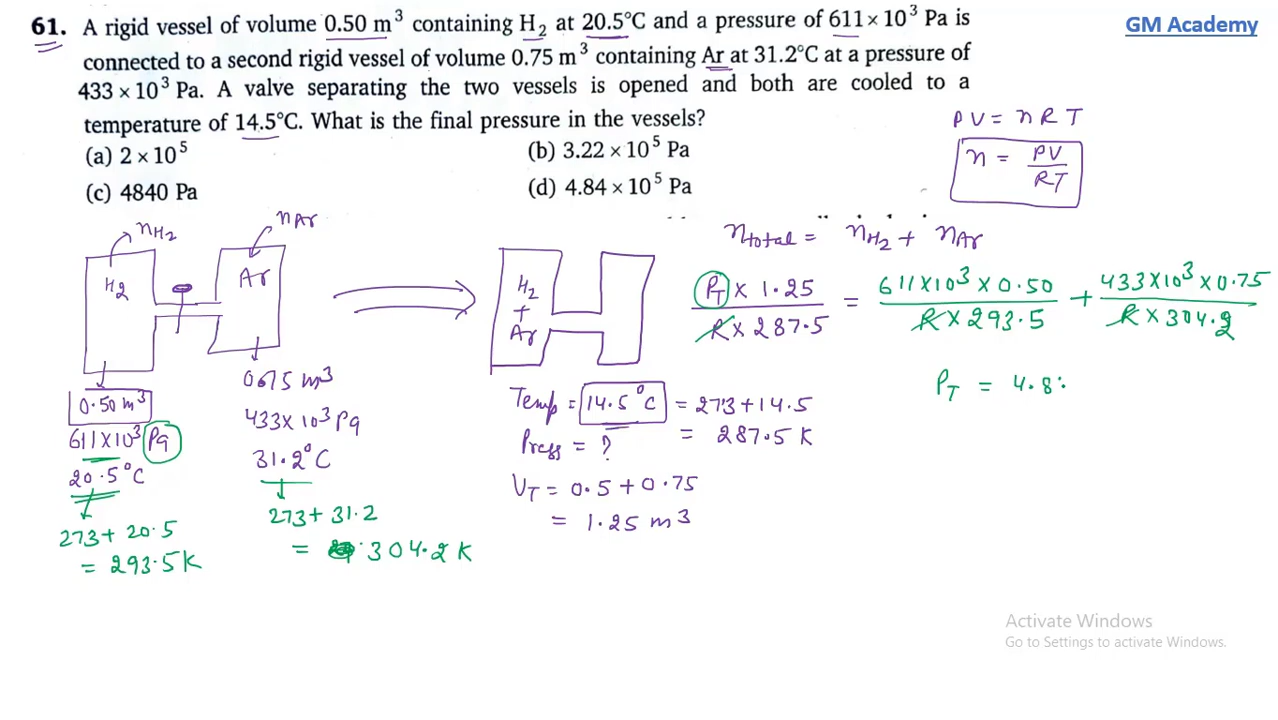 61. A rigid vessel of volume 0.50 m³ containing H₂ at 20.5°C and a pressure of 611 × 10³ Pa is
connected to a second rigid vessel of volume 0.75 m³ containing Ar at 31.2°C at a pressure of
433 × 10³ Pa. A valve separating the two vessels is opened and both are cooled to a
temperature of 14.5°C. What is the final pressure in the vessels?
(a) 2 × 10⁵
(b) 3.22 × 10⁵ Pa
(c) 4840 Pa
(d) 4.84 × 10⁵ Pa
GM Academy
PV = nRT
n = PV/RT
nH₂
nAr
H₂
Ar
0.50 m³
611×10³ Pa
20.5°C
273 + 20.5
= 293.5K
0.75 m³
433×10³ Pa
31.2°C
273 + 31.2
= 304.2 K
H₂
+
Ar
Temp = 14.5°C = 273+14.5
= 287.5 K
Press = ?
VT = 0.5 + 0.75
= 1.25 m³
ntotal = nH₂ + nAr
PT × 1.25 / R × 287.5 = 611×10³ × 0.50 / R × 293.5 + 433×10³ × 0.75 / R × 304.2
PT = 4.8
Activate Windows
Go to Settings to activate Windows.